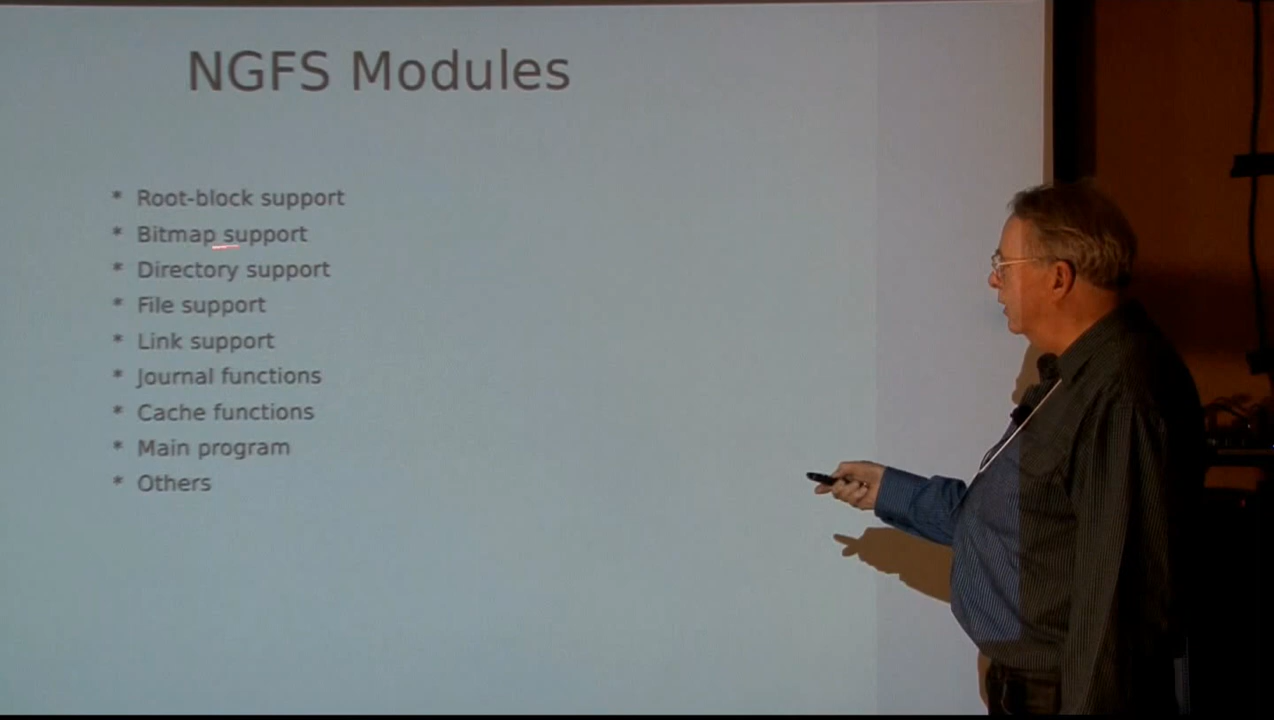 NGFS Modules
* Root-block support
* Bitmap support
* Directory support
* File support
* Link support
* Journal functions
* Cache functions
* Main program
* Others